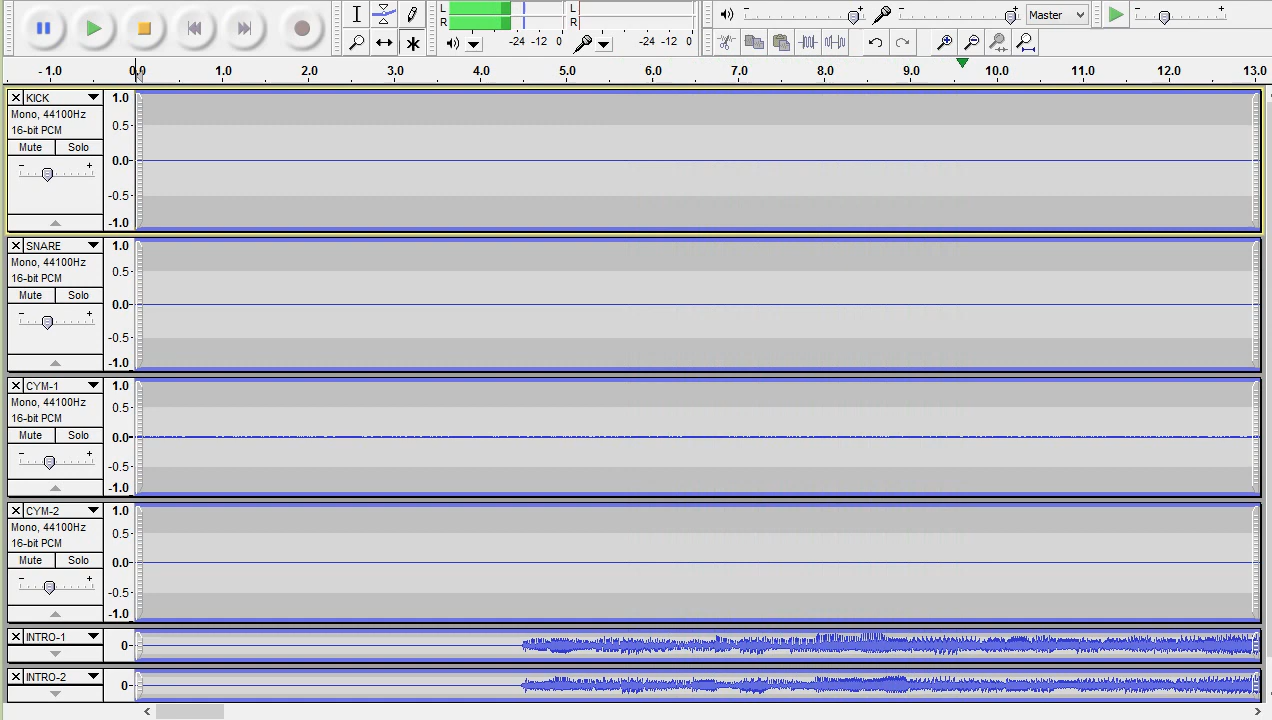 L R -24 -12 0
L R -24 -12 0
Master
-1.0 0.0 1.0 2.0 3.0 4.0 5.0 6.0 7.0 8.0 9.0 10.0 11.0 12.0 13.0
KICK
Mono, 44100Hz
16-bit PCM
Mute Solo
- +
1.0
0.5
0.0
-0.5
-1.0
SNARE
Mono, 44100Hz
16-bit PCM
Mute Solo
- +
1.0
0.5
0.0
-0.5
-1.0
CYM-1
Mono, 44100Hz
16-bit PCM
Mute Solo
- +
1.0
0.5
0.0
-0.5
-1.0
CYM-2
Mono, 44100Hz
16-bit PCM
Mute Solo
- +
1.0
0.5
0.0
-0.5
-1.0
INTRO-1
0
INTRO-2
0